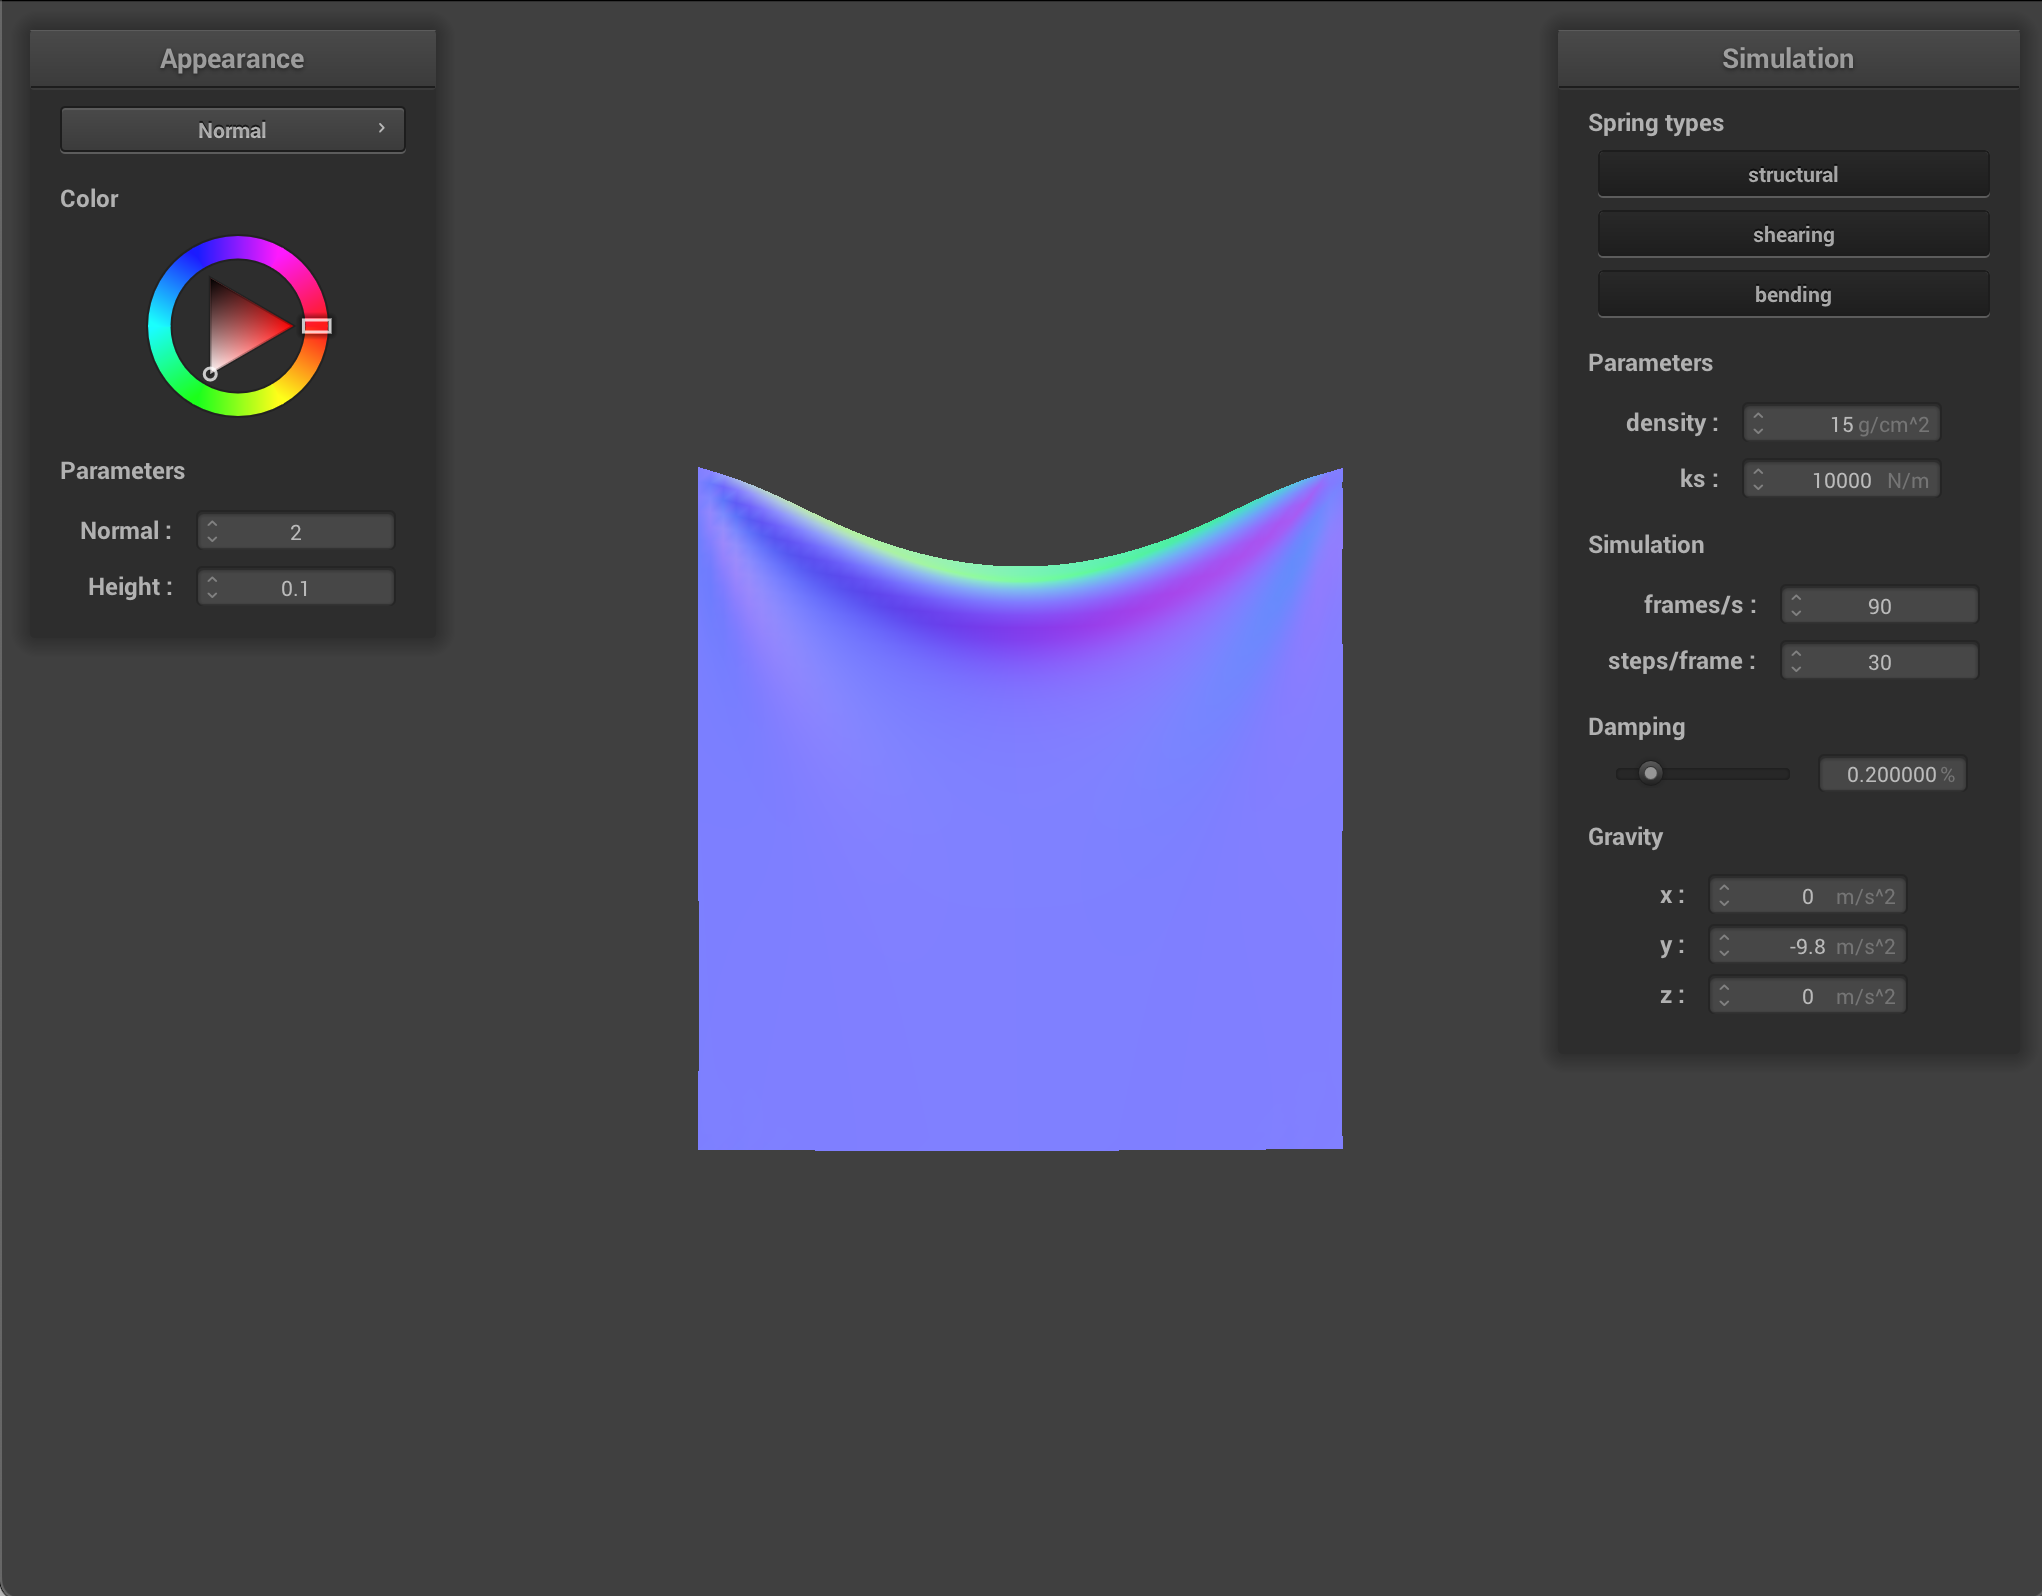 Appearance
Normal
Color
Parameters
Normal : 2
Height : 0.1
Simulation
Spring types
structural
shearing
bending
Parameters
density : 15 g/cm^2
ks : 10000 N/m
Simulation
frames/s : 90
steps/frame : 30
Damping
0.200000 %
Gravity
x : 0 m/s^2
y : -9.8 m/s^2
z : 0 m/s^2